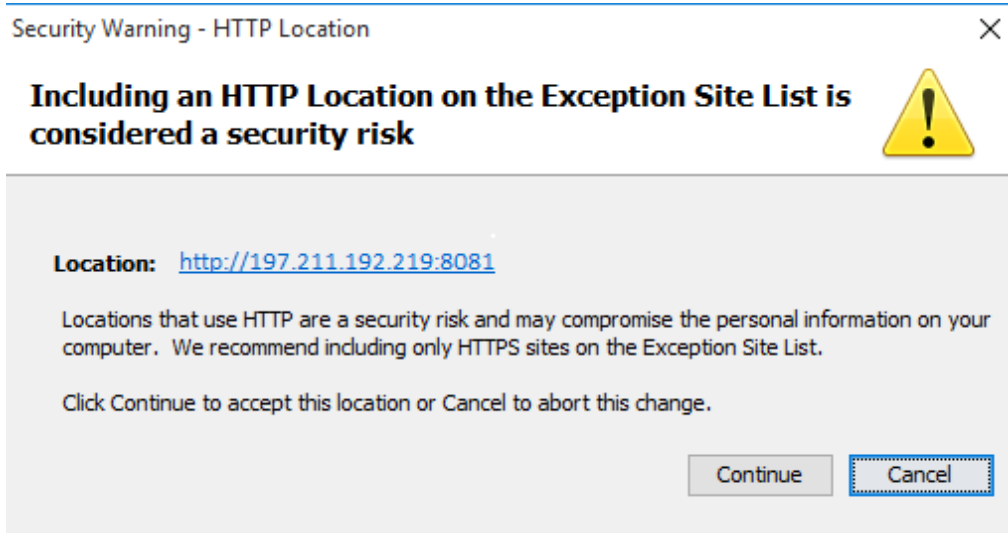 Security Warning - HTTP Location
Including an HTTP Location on the Exception Site List is
considered a security risk
Location: http://197.211.192.219:8081
Locations that use HTTP are a security risk and may compromise the personal information on your
computer. We recommend including only HTTPS sites on the Exception Site List.
Click Continue to accept this location or Cancel to abort this change.
Continue Cancel